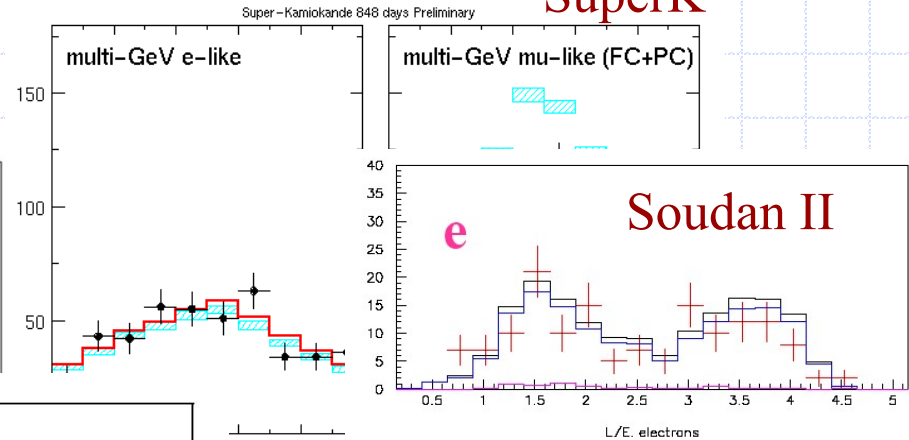 SuperK
Super-Kamiokande 848 days Preliminary
multi-GeV e-like
multi-GeV mu-like (FC+PC)
150
100
50
Soudan II
e
40
35
30
25
20
15
10
5
0
0.5 1 1.5 2 2.5 3 3.5 4 4.5 5
L/E. electrons